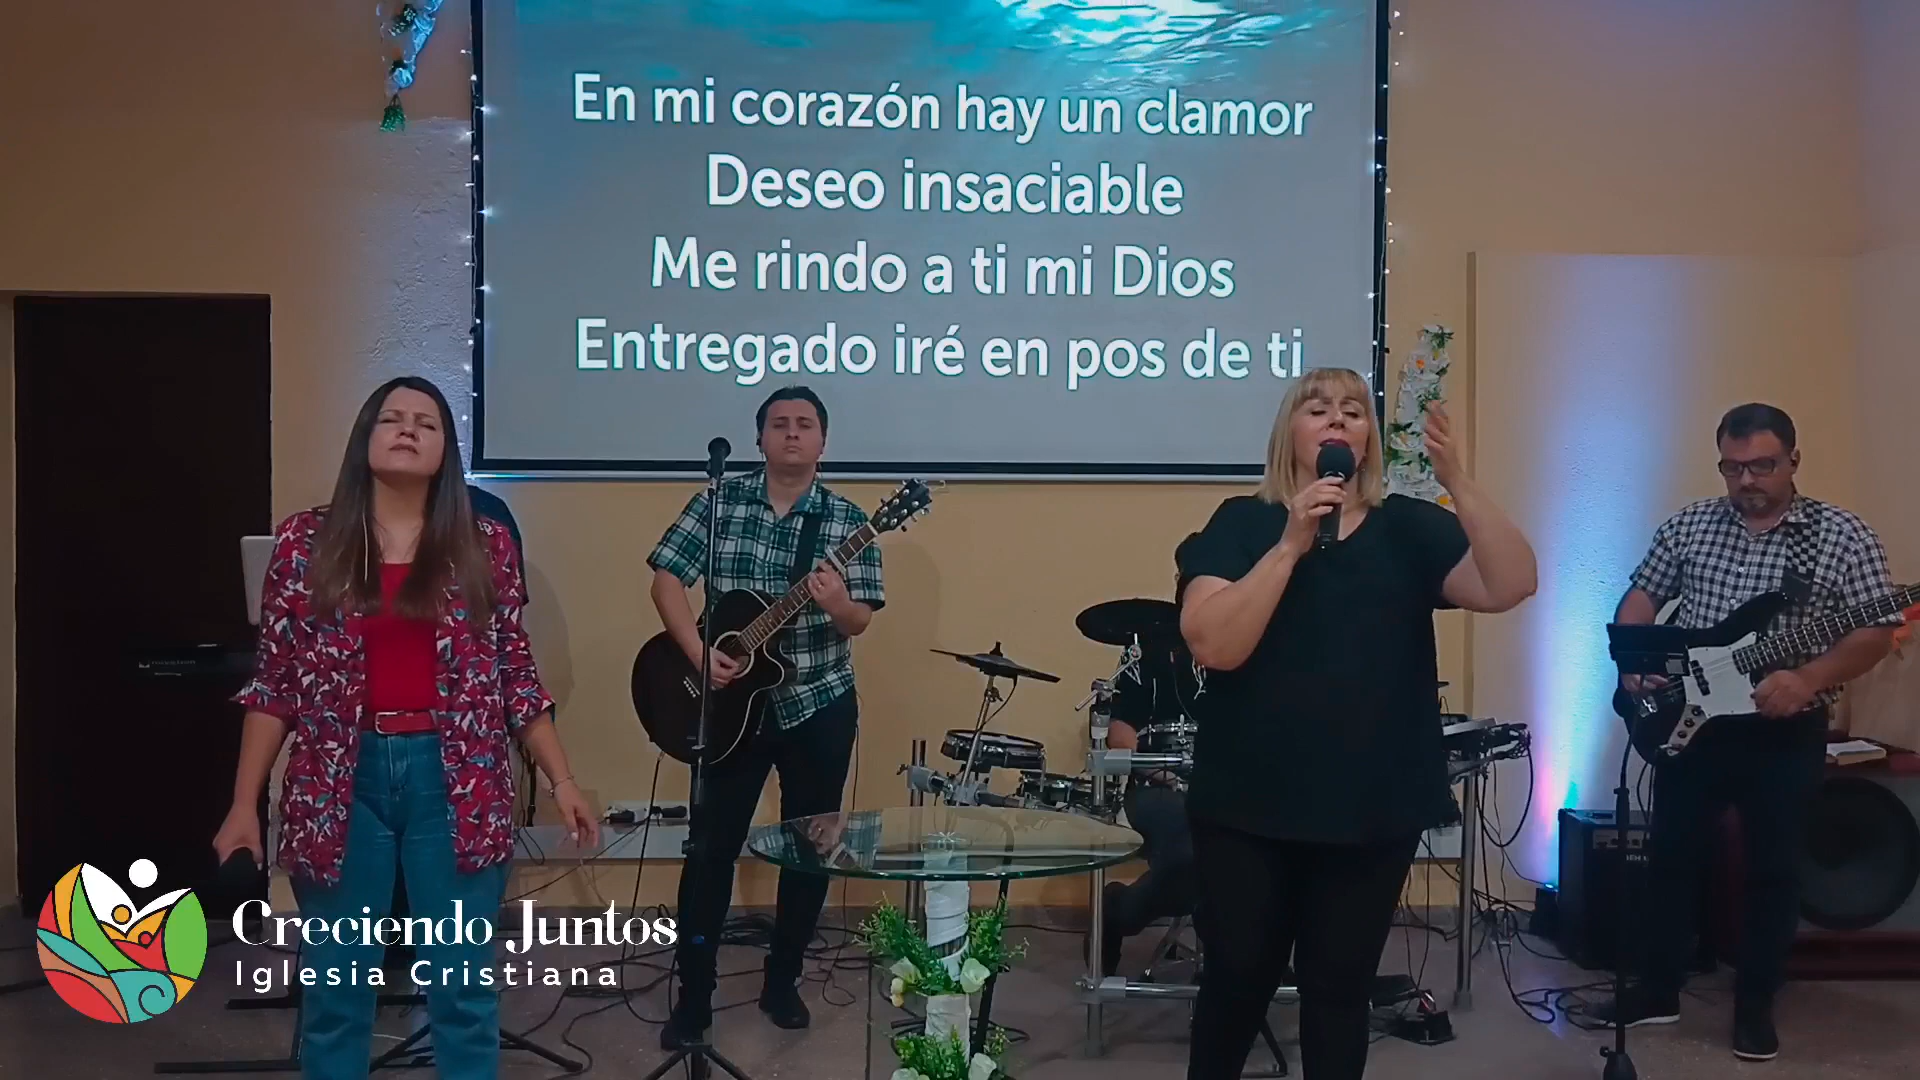 En mi corazón hay un clamor
Deseo insaciable
Me rindo a ti mi Dios
Entregado iré en pos de ti
Creciendo Juntos
Iglesia Cristiana